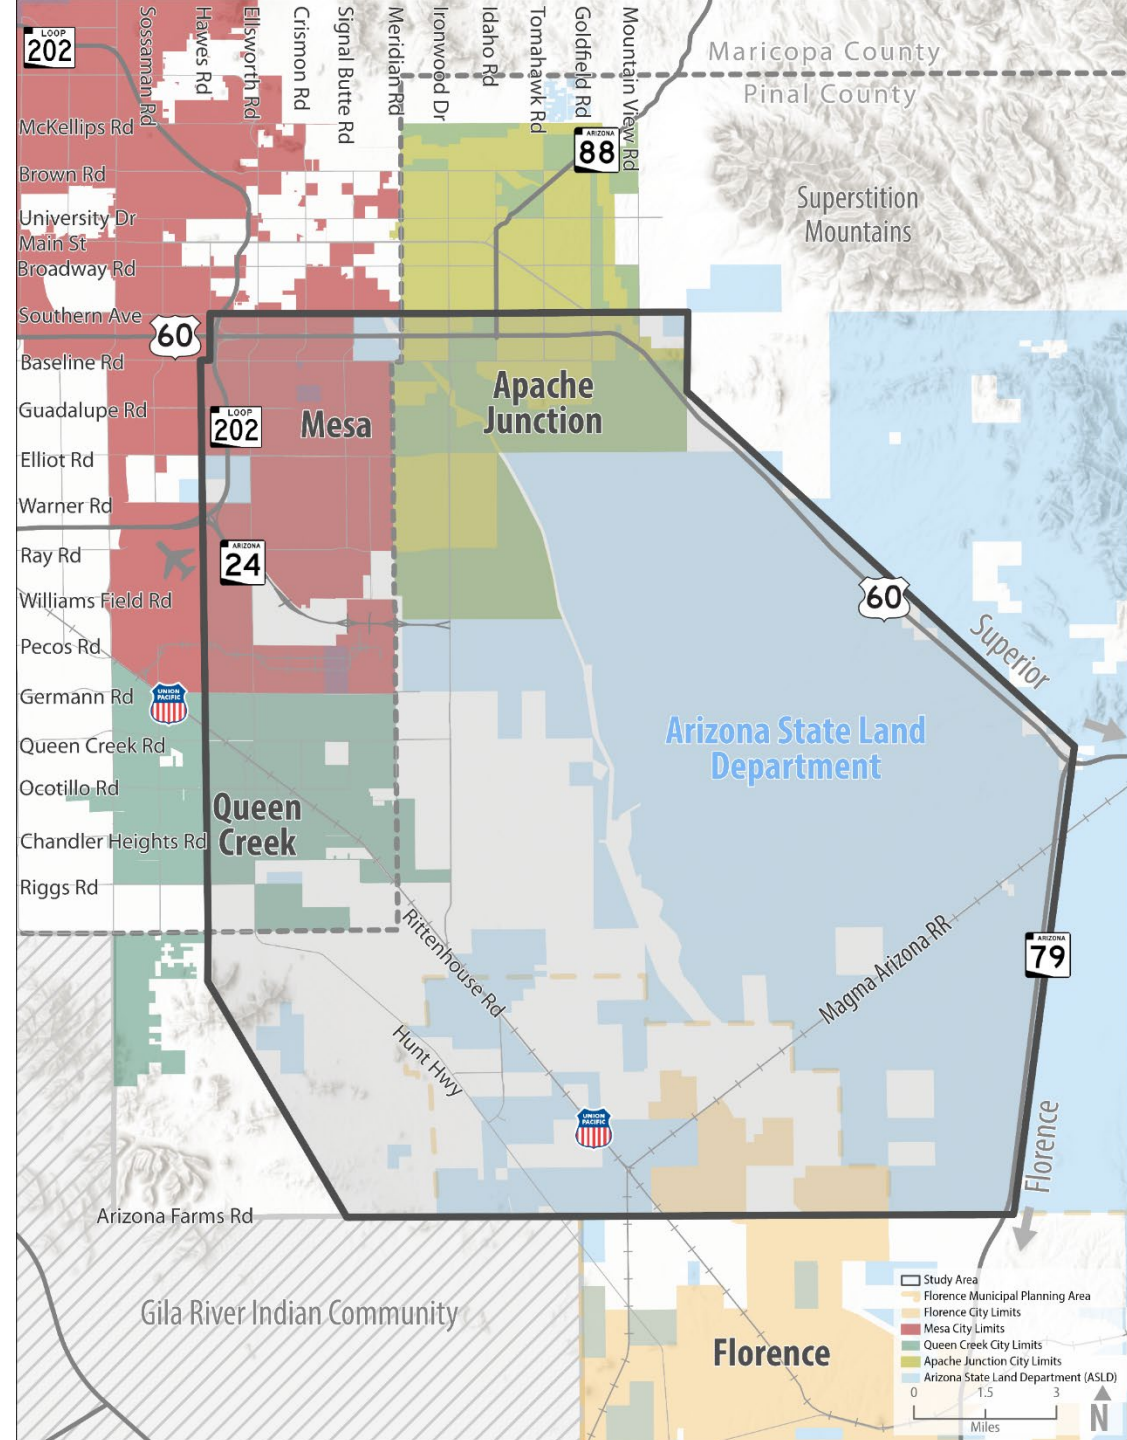 LOOP
202
Sossaman Rd
Hawes Rd
Ellsworth Rd
Crismon Rd
Signal Butte Rd
Meridian Rd
Ironwood Dr
Idaho Rd
Tomahawk Rd
Goldfield Rd
Mountain View Rd
Maricopa County
Pinal County
McKellips Rd
ARIZONA
88
Brown Rd
Superstition
Mountains
University Dr
Main St
Broadway Rd
Southern Ave
60
Baseline Rd
Apache
Junction
Guadalupe Rd
LOOP
202
Mesa
Elliot Rd
Warner Rd
Ray Rd
ARIZONA
24
Williams Field Rd
60
Superior
Pecos Rd
Germann Rd
UNION
PACIFIC
Arizona State Land
Department
Queen Creek Rd
Ocotillo Rd
Queen
Creek
Chandler Heights Rd
Riggs Rd
Rittenhouse Rd
Magma Arizona RR
ARIZONA
79
Hunt Hwy
UNION
PACIFIC
Florence
Arizona Farms Rd
Gila River Indian Community
Florence
Study Area
Florence Municipal Planning Area
Florence City Limits
Mesa City Limits
Queen Creek City Limits
Apache Junction City Limits
Arizona State Land Department (ASLD)
0 1.5 3
Miles
N